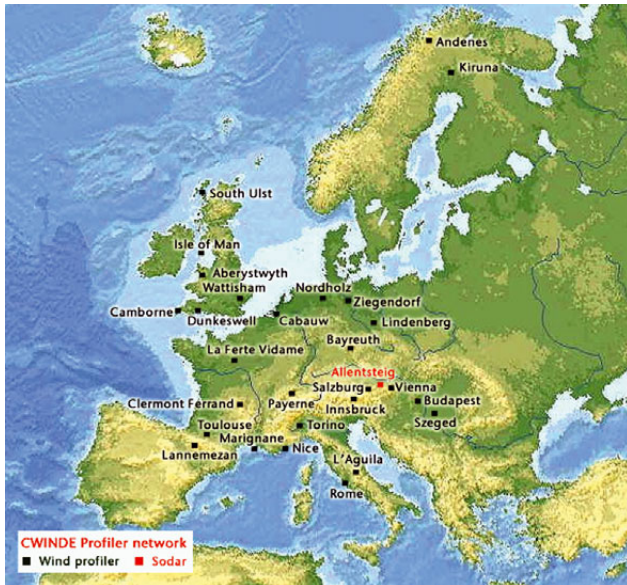 Andenes
Kiruna
South Ulst
Isle of Man
Aberystwyth
Wattisham
Nordholz
Ziegendorf
Camborne
Dunkeswell
Cabauw
Lindenberg
Bayreuth
La Ferte Vidame
Allentsteig
Salzburg
Vienna
Payerne
Innsbruck
Budapest
Clermont Ferrand
Szeged
Toulouse
Torino
Marignane
Lannemezan
Nice
L'Aguila
Rome
CWINDE Profiler network
Wind profiler Sodar